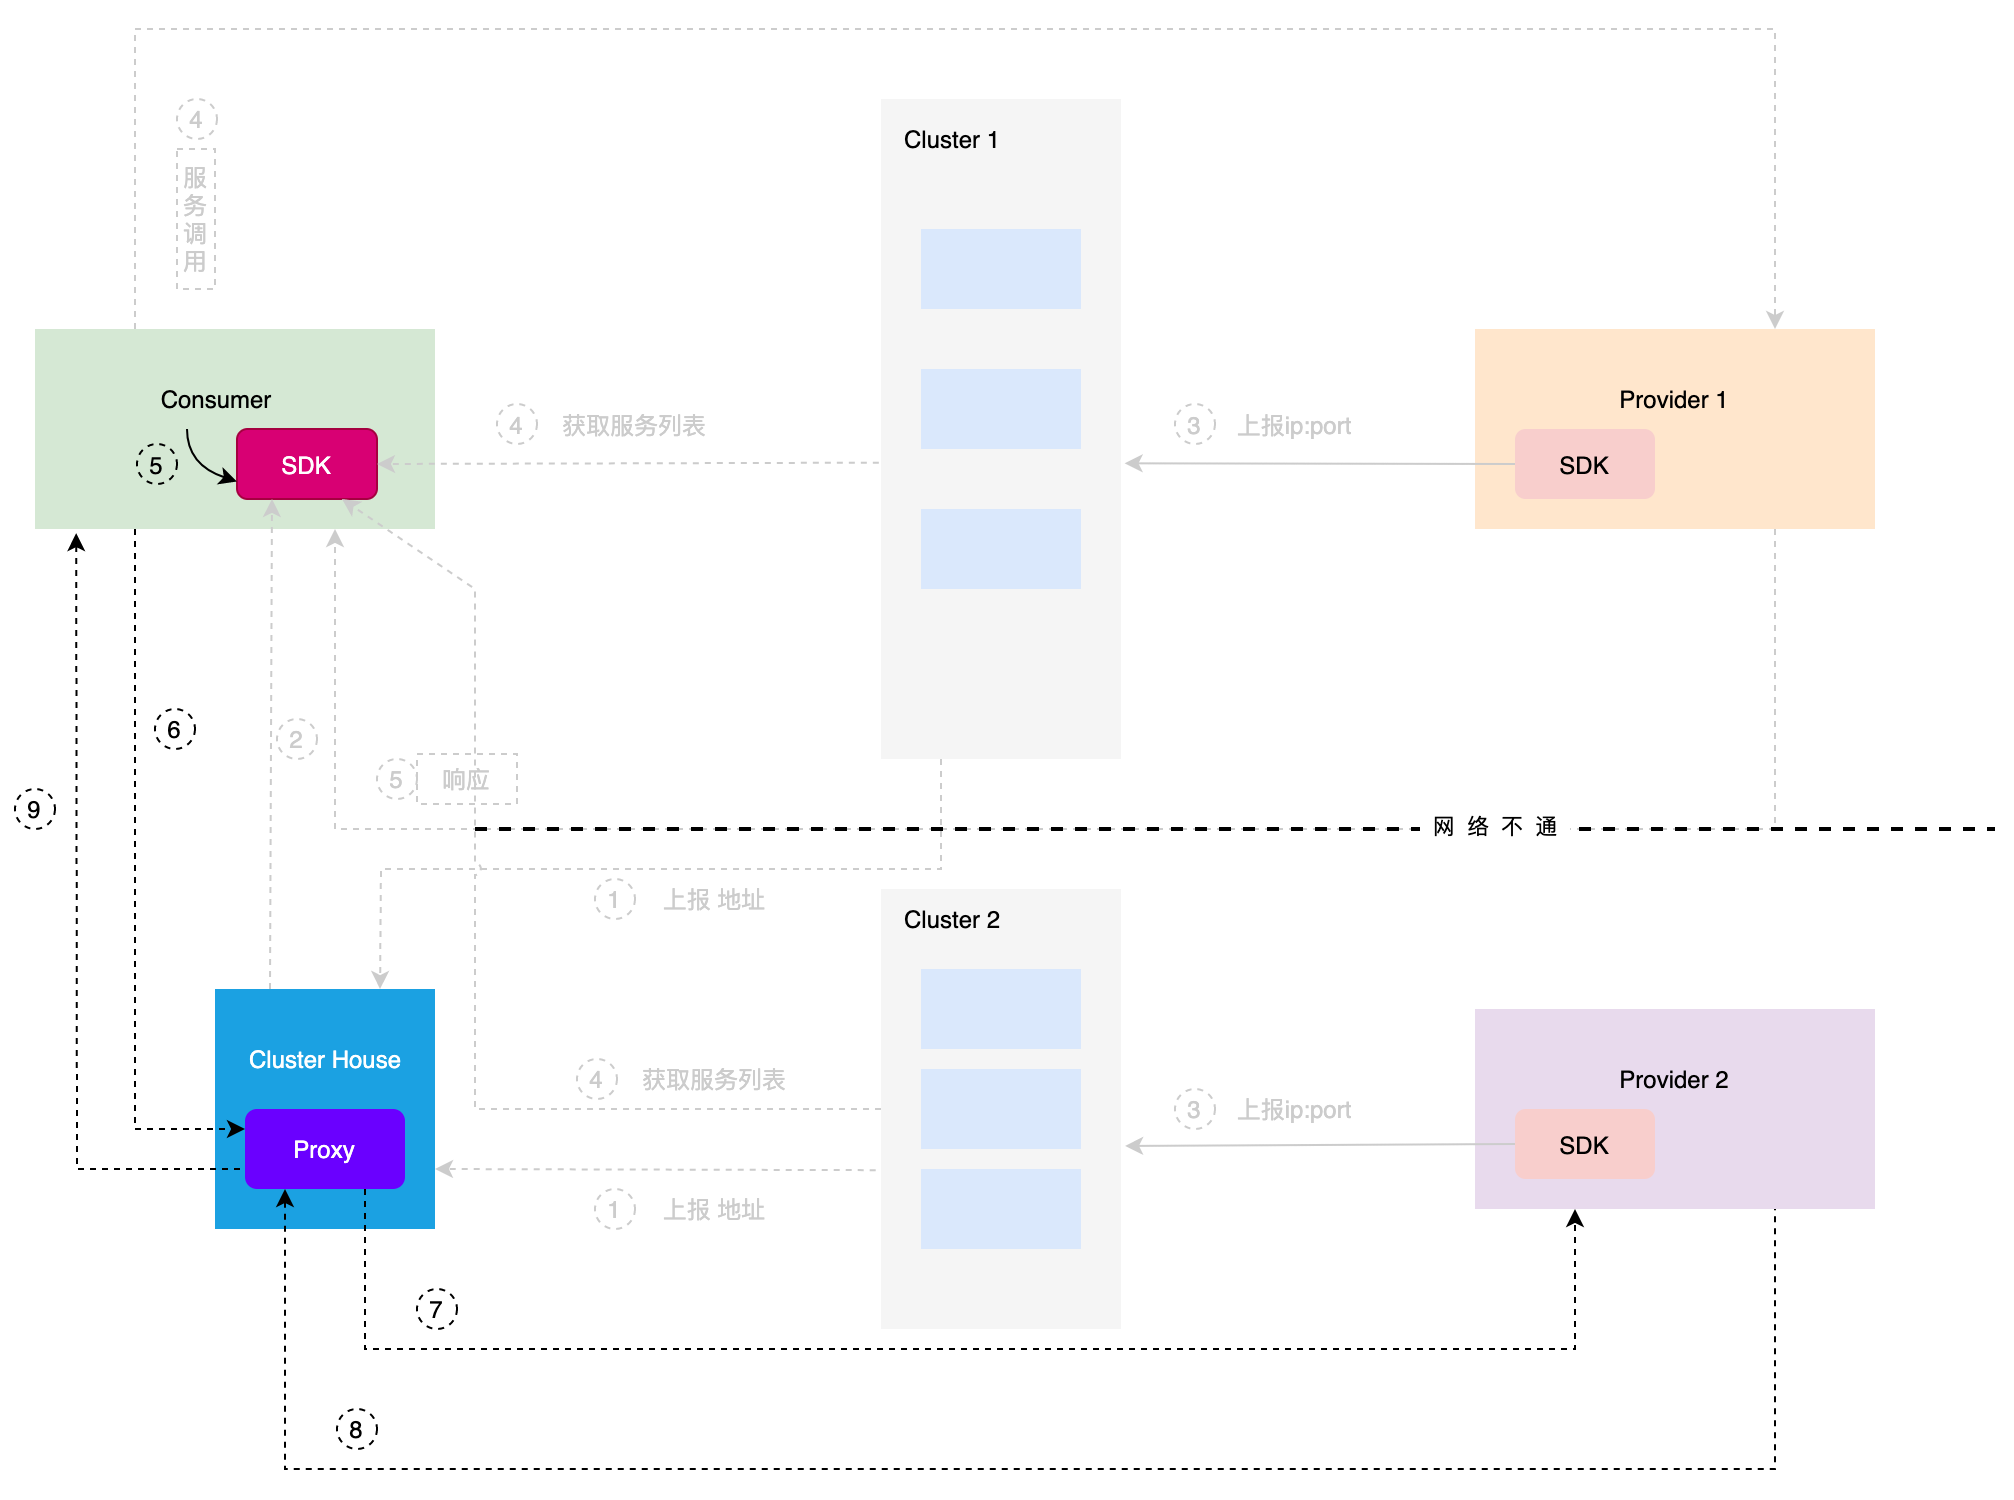 ④
服
务
调
用
Cluster 1
Consumer
⑤
SDK
④ 获取服务列表
③ 上报ip:port
Provider 1
SDK
⑥
②
⑤ 响应
⑨
网 络 不 通
① 上报 地址
Cluster 2
Cluster House
Proxy
④ 获取服务列表
① 上报 地址
③ 上报ip:port
Provider 2
SDK
⑦
⑧